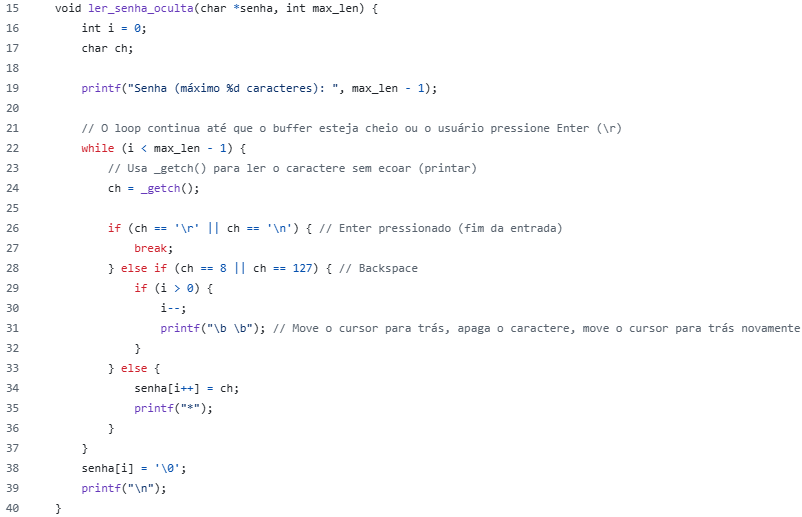 15 void ler_senha_oculta(char *senha, int max_len) {
16 int i = 0;
17 char ch;
18
19 printf("Senha (máximo %d caracteres): ", max_len - 1);
20
21 // O loop continua até que o buffer esteja cheio ou o usuário pressione Enter (\r)
22 while (i < max_len - 1) {
23 // Usa _getch() para ler o caractere sem ecoar (printar)
24 ch = _getch();
25
26 if (ch == '\r' || ch == '\n') { // Enter pressionado (fim da entrada)
27 break;
28 } else if (ch == 8 || ch == 127) { // Backspace
29 if (i > 0) {
30 i--;
31 printf("\b \b"); // Move o cursor para trás, apaga o caractere, move o cursor para trás novamente
32 }
33 } else {
34 senha[i++] = ch;
35 printf("*");
36 }
37 }
38 senha[i] = '\0';
39 printf("\n");
40 }